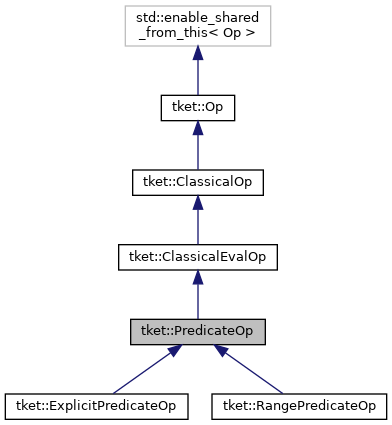 std::enable_shared
_from_this< Op >
tket::Op
tket::ClassicalOp
tket::ClassicalEvalOp
tket::PredicateOp
tket::ExplicitPredicateOp
tket::RangePredicateOp